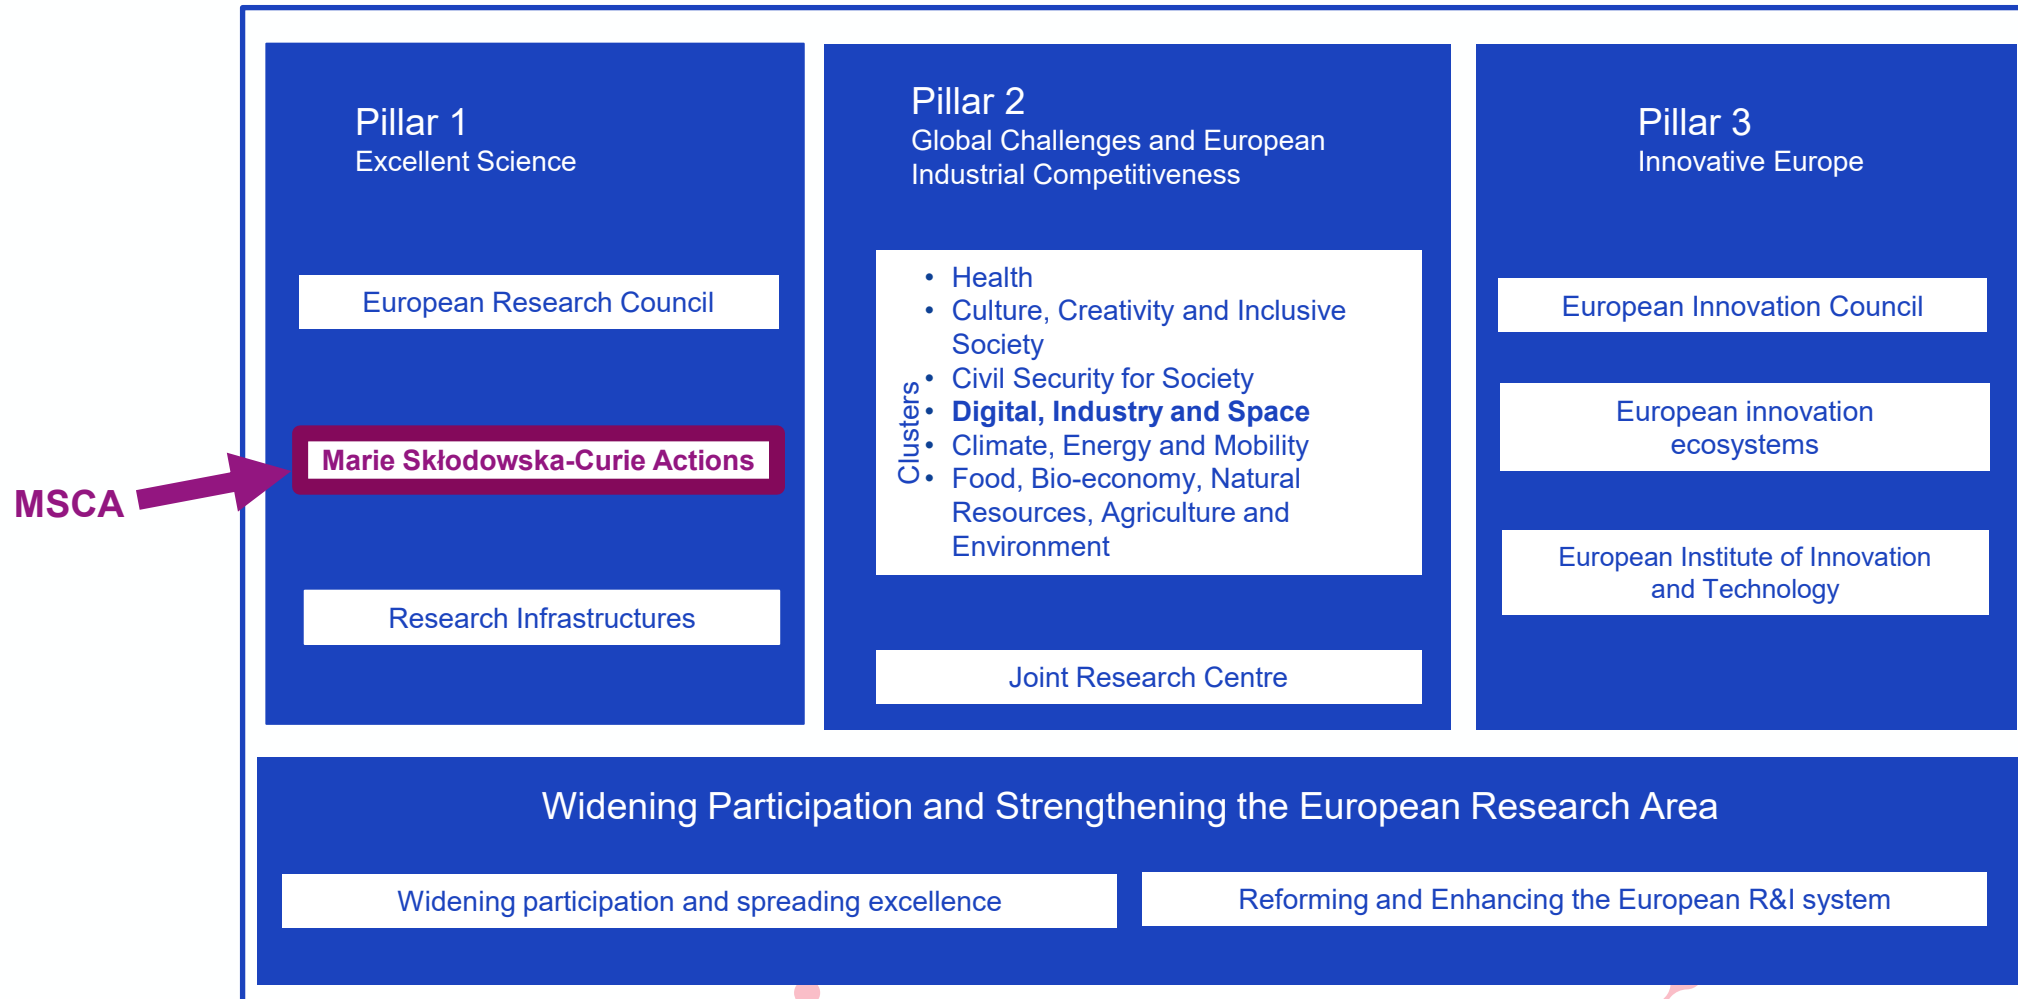 Pillar 1
Excellent Science
European Research Council
Marie Skłodowska-Curie Actions
MSCA
Research Infrastructures
Pillar 2
Global Challenges and European
Industrial Competitiveness
Clusters
• Health
• Culture, Creativity and Inclusive
Society
• Civil Security for Society
• Digital, Industry and Space
• Climate, Energy and Mobility
• Food, Bio-economy, Natural
Resources, Agriculture and
Environment
Joint Research Centre
Pillar 3
Innovative Europe
European Innovation Council
European innovation
ecosystems
European Institute of Innovation
and Technology
Widening Participation and Strengthening the European Research Area
Widening participation and spreading excellence
Reforming and Enhancing the European R&I system